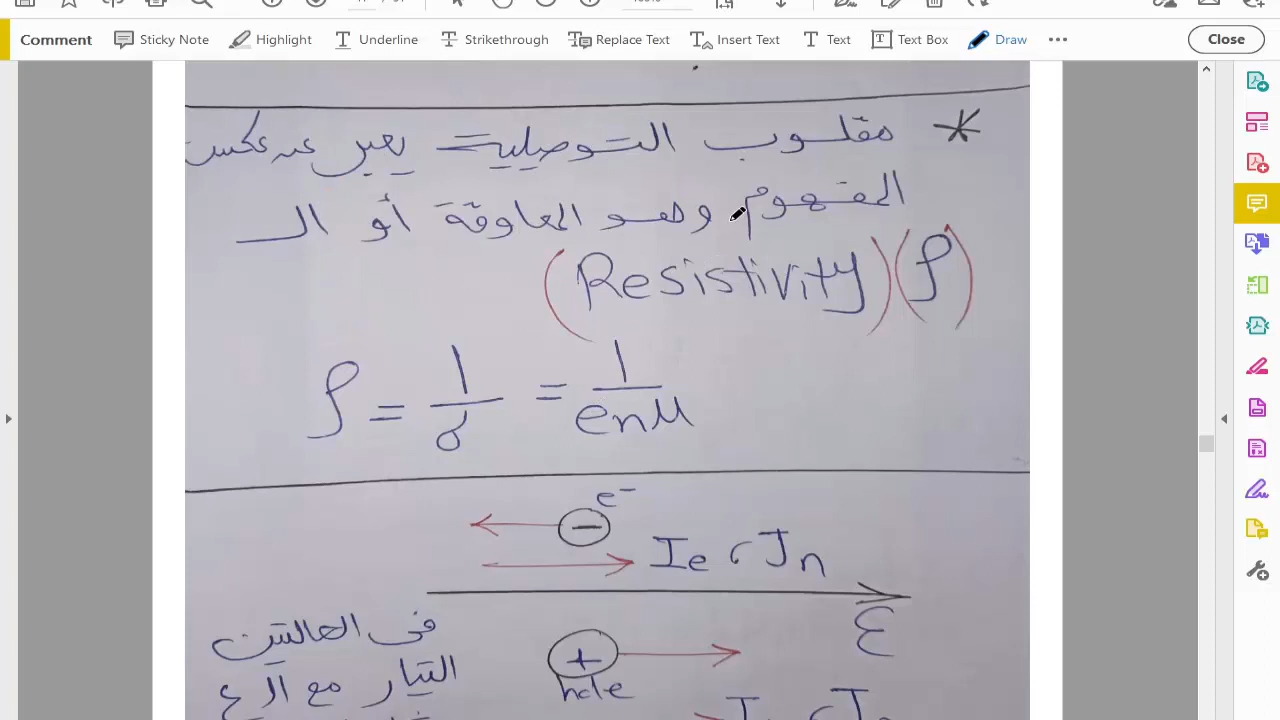 Comment Sticky Note Highlight Underline Strikethrough Replace Text Insert Text Text Text Box Draw Close
* مقلوب التوصيلية = يعبر عن عكس
المفهوم وهو المعاوقة أو الـ
(Resistivity) (ρ)
ρ = 1/σ = 1/enμ
e⁻
−
Ie , Jn
ε
فى الحالتين
+
التيار مع الـ ε
hole